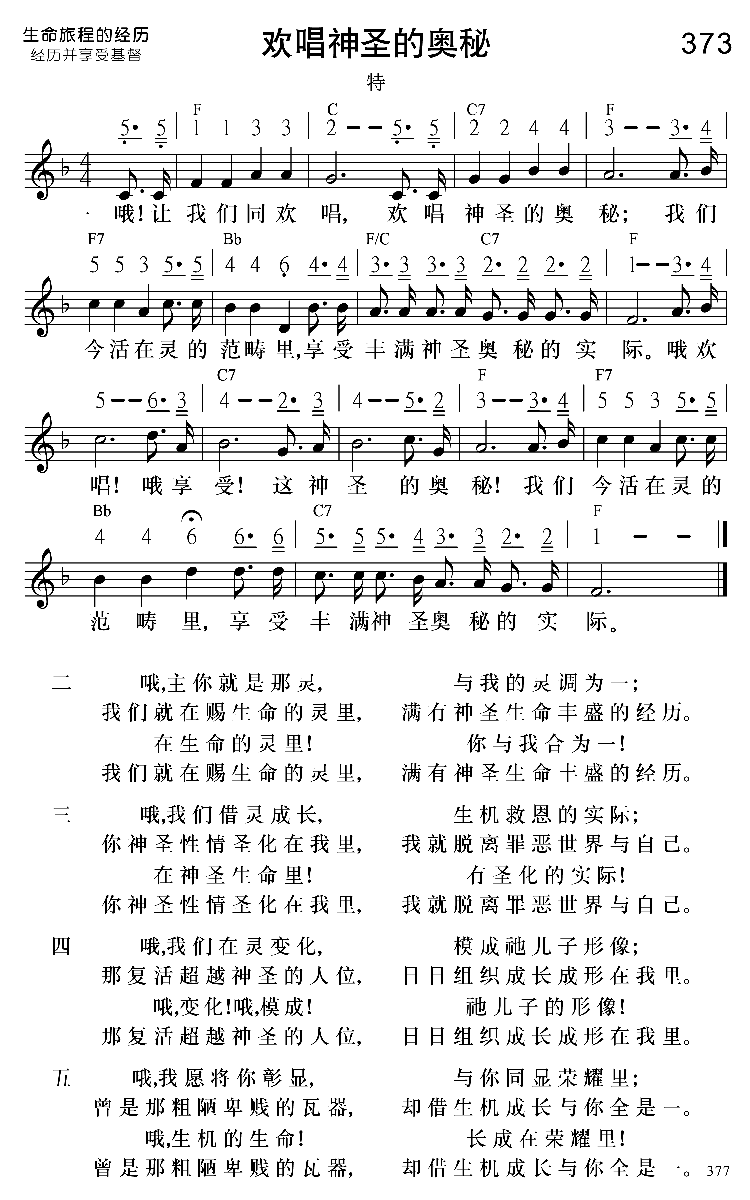 生命旅程的经历
经历并享受基督
欢唱神圣的奥秘
373
特
F C C7 F
5• 5 | 1 1 3 3 | 2 – – 5• 5 | 2 2 4 4 | 3 – – 3• 4
4
4
哦!让我们同欢唱, 欢唱神圣的奥秘; 我们
F7 Bb F/C C7 F
5 5 3 5• 5 | 4 4 6 4• 4 | 3• 3 3• 3 2• 2 2• 2 | 1 – – 3• 4
今活在灵的范畴里,享受丰满神圣奥秘的实际。哦欢
C7 F F7
5 – – 6• 3 | 4 – – 2• 3 | 4 – – 5• 2 | 3 – – 3• 4 | 5 5 3 5• 5
唱! 哦享受! 这神圣的奥秘! 我们今活在灵的
Bb C7 F
4 4 6 6• 6 | 5• 5 5• 4 3• 3 2• 2 | 1 – –
范畴里, 享受丰满神圣奥秘的实际。
二 哦,主你就是那灵, 与我的灵调为一;
我们就在赐生命的灵里, 满有神圣生命丰盛的经历。
在生命的灵里! 你与我合为一!
我们就在赐生命的灵里, 满有神圣生命丰盛的经历。
三 哦,我们借灵成长, 生机救恩的实际;
你神圣性情圣化在我里, 我就脱离罪恶世界与自己。
在神圣生命里! 有圣化的实际!
你神圣性情圣化在我里, 我就脱离罪恶世界与自己。
四 哦,我们在灵变化, 模成祂儿子形像;
那复活超越神圣的人位, 日日组织成长成形在我里。
哦,变化!哦,模成! 祂儿子的形像!
那复活超越神圣的人位, 日日组织成长成形在我里。
五 哦,我愿将你彰显, 与你同显荣耀里;
曾是那粗陋卑贱的瓦器, 却借生机成长与你全是一。
哦,生机的生命! 长成在荣耀里!
曾是那粗陋卑贱的瓦器, 却借生机成长与你全是一。
377